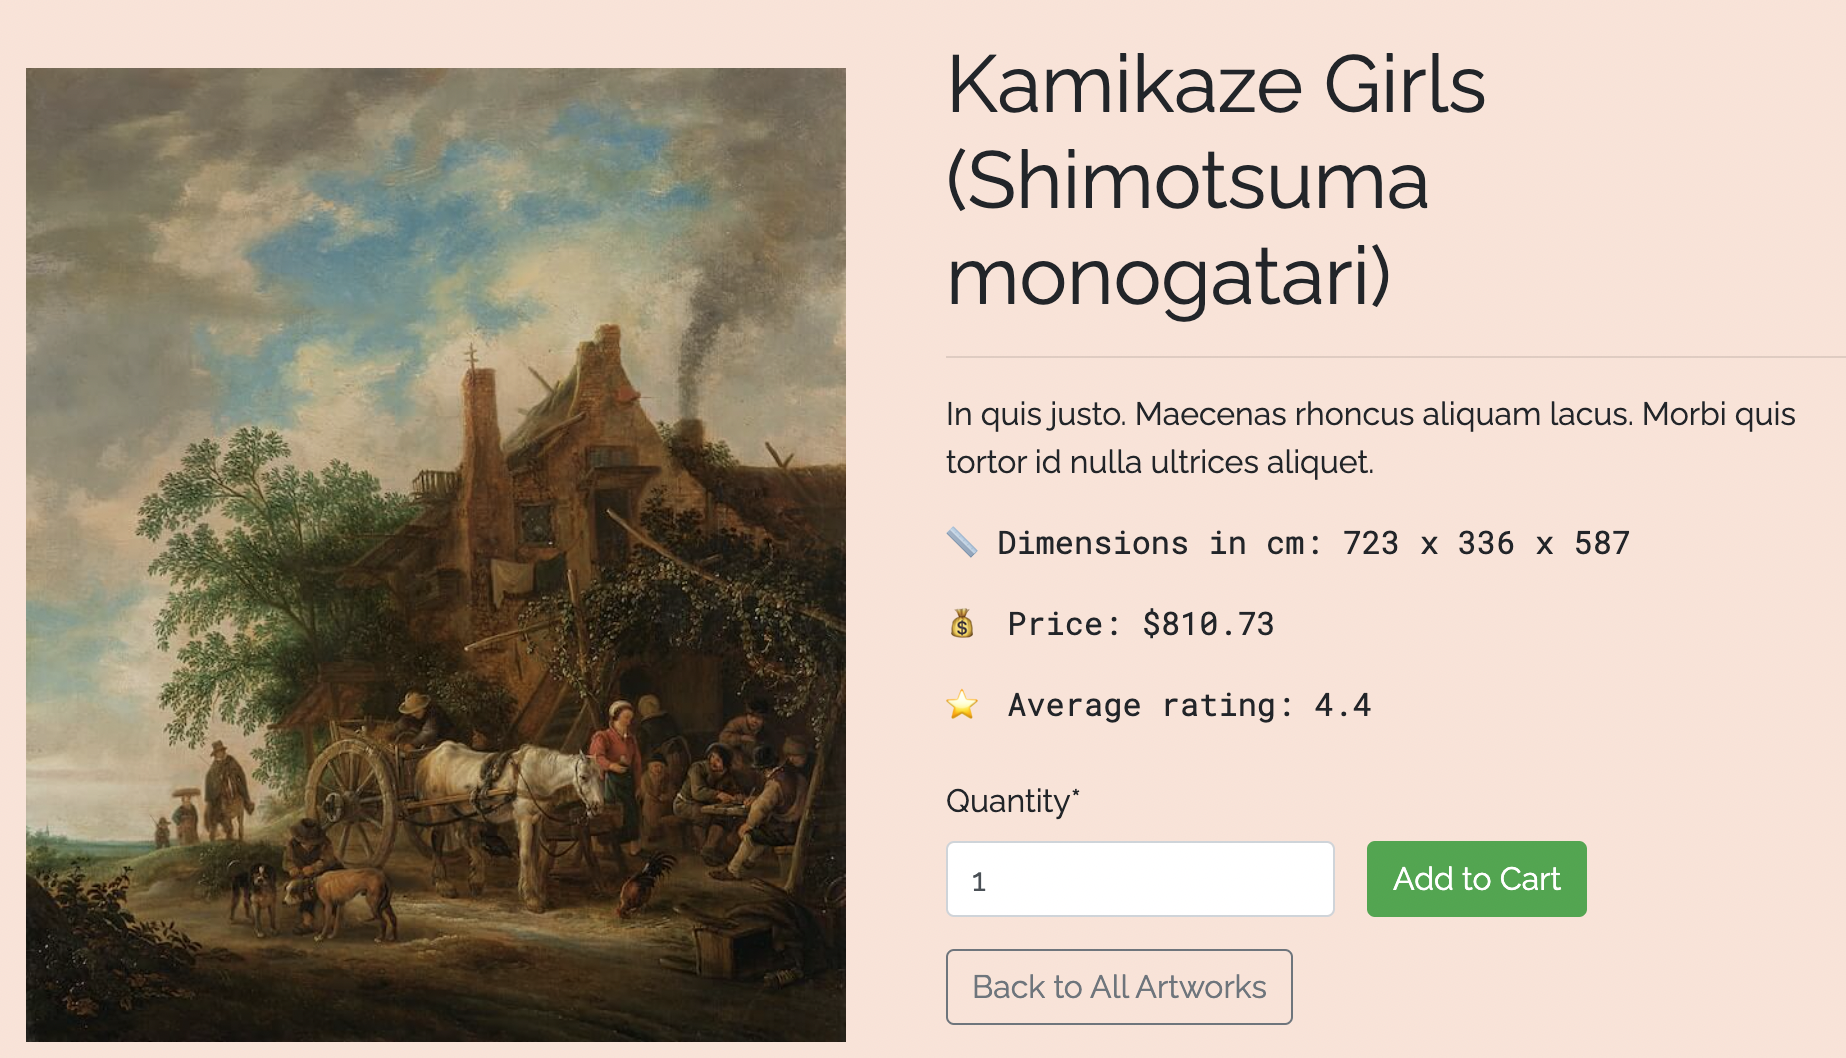 Kamikaze Girls
(Shimotsuma
monogatari)
In quis justo. Maecenas rhoncus aliquam lacus. Morbi quis
tortor id nulla ultrices aliquet.
Dimensions in cm: 723 x 336 x 587
Price: $810.73
Average rating: 4.4
Quantity*
1
Add to Cart
Back to All Artworks